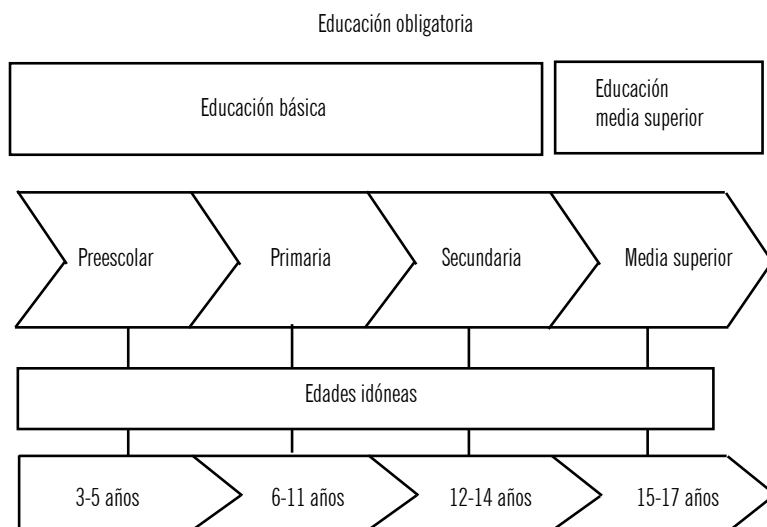 Educación obligatoria
Educación básica
Educación
media superior
Preescolar
Primaria
Secundaria
Media superior
Edades idóneas
3-5 años
6-11 años
12-14 años
15-17 años